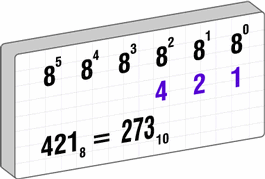 8⁵ 8⁴ 8³ 8² 8¹ 8⁰
4 2 1
421₈ = 273₁₀